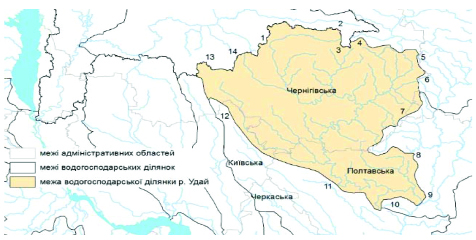 2
1
14
13
3
4
5
6
Чернігівська
7
12
8
Київська
Полтавська
11
Черкаська
9
10
межі адміністративних областей
межі водогосподарських ділянок
межа водогосподарської ділянки р. Удай